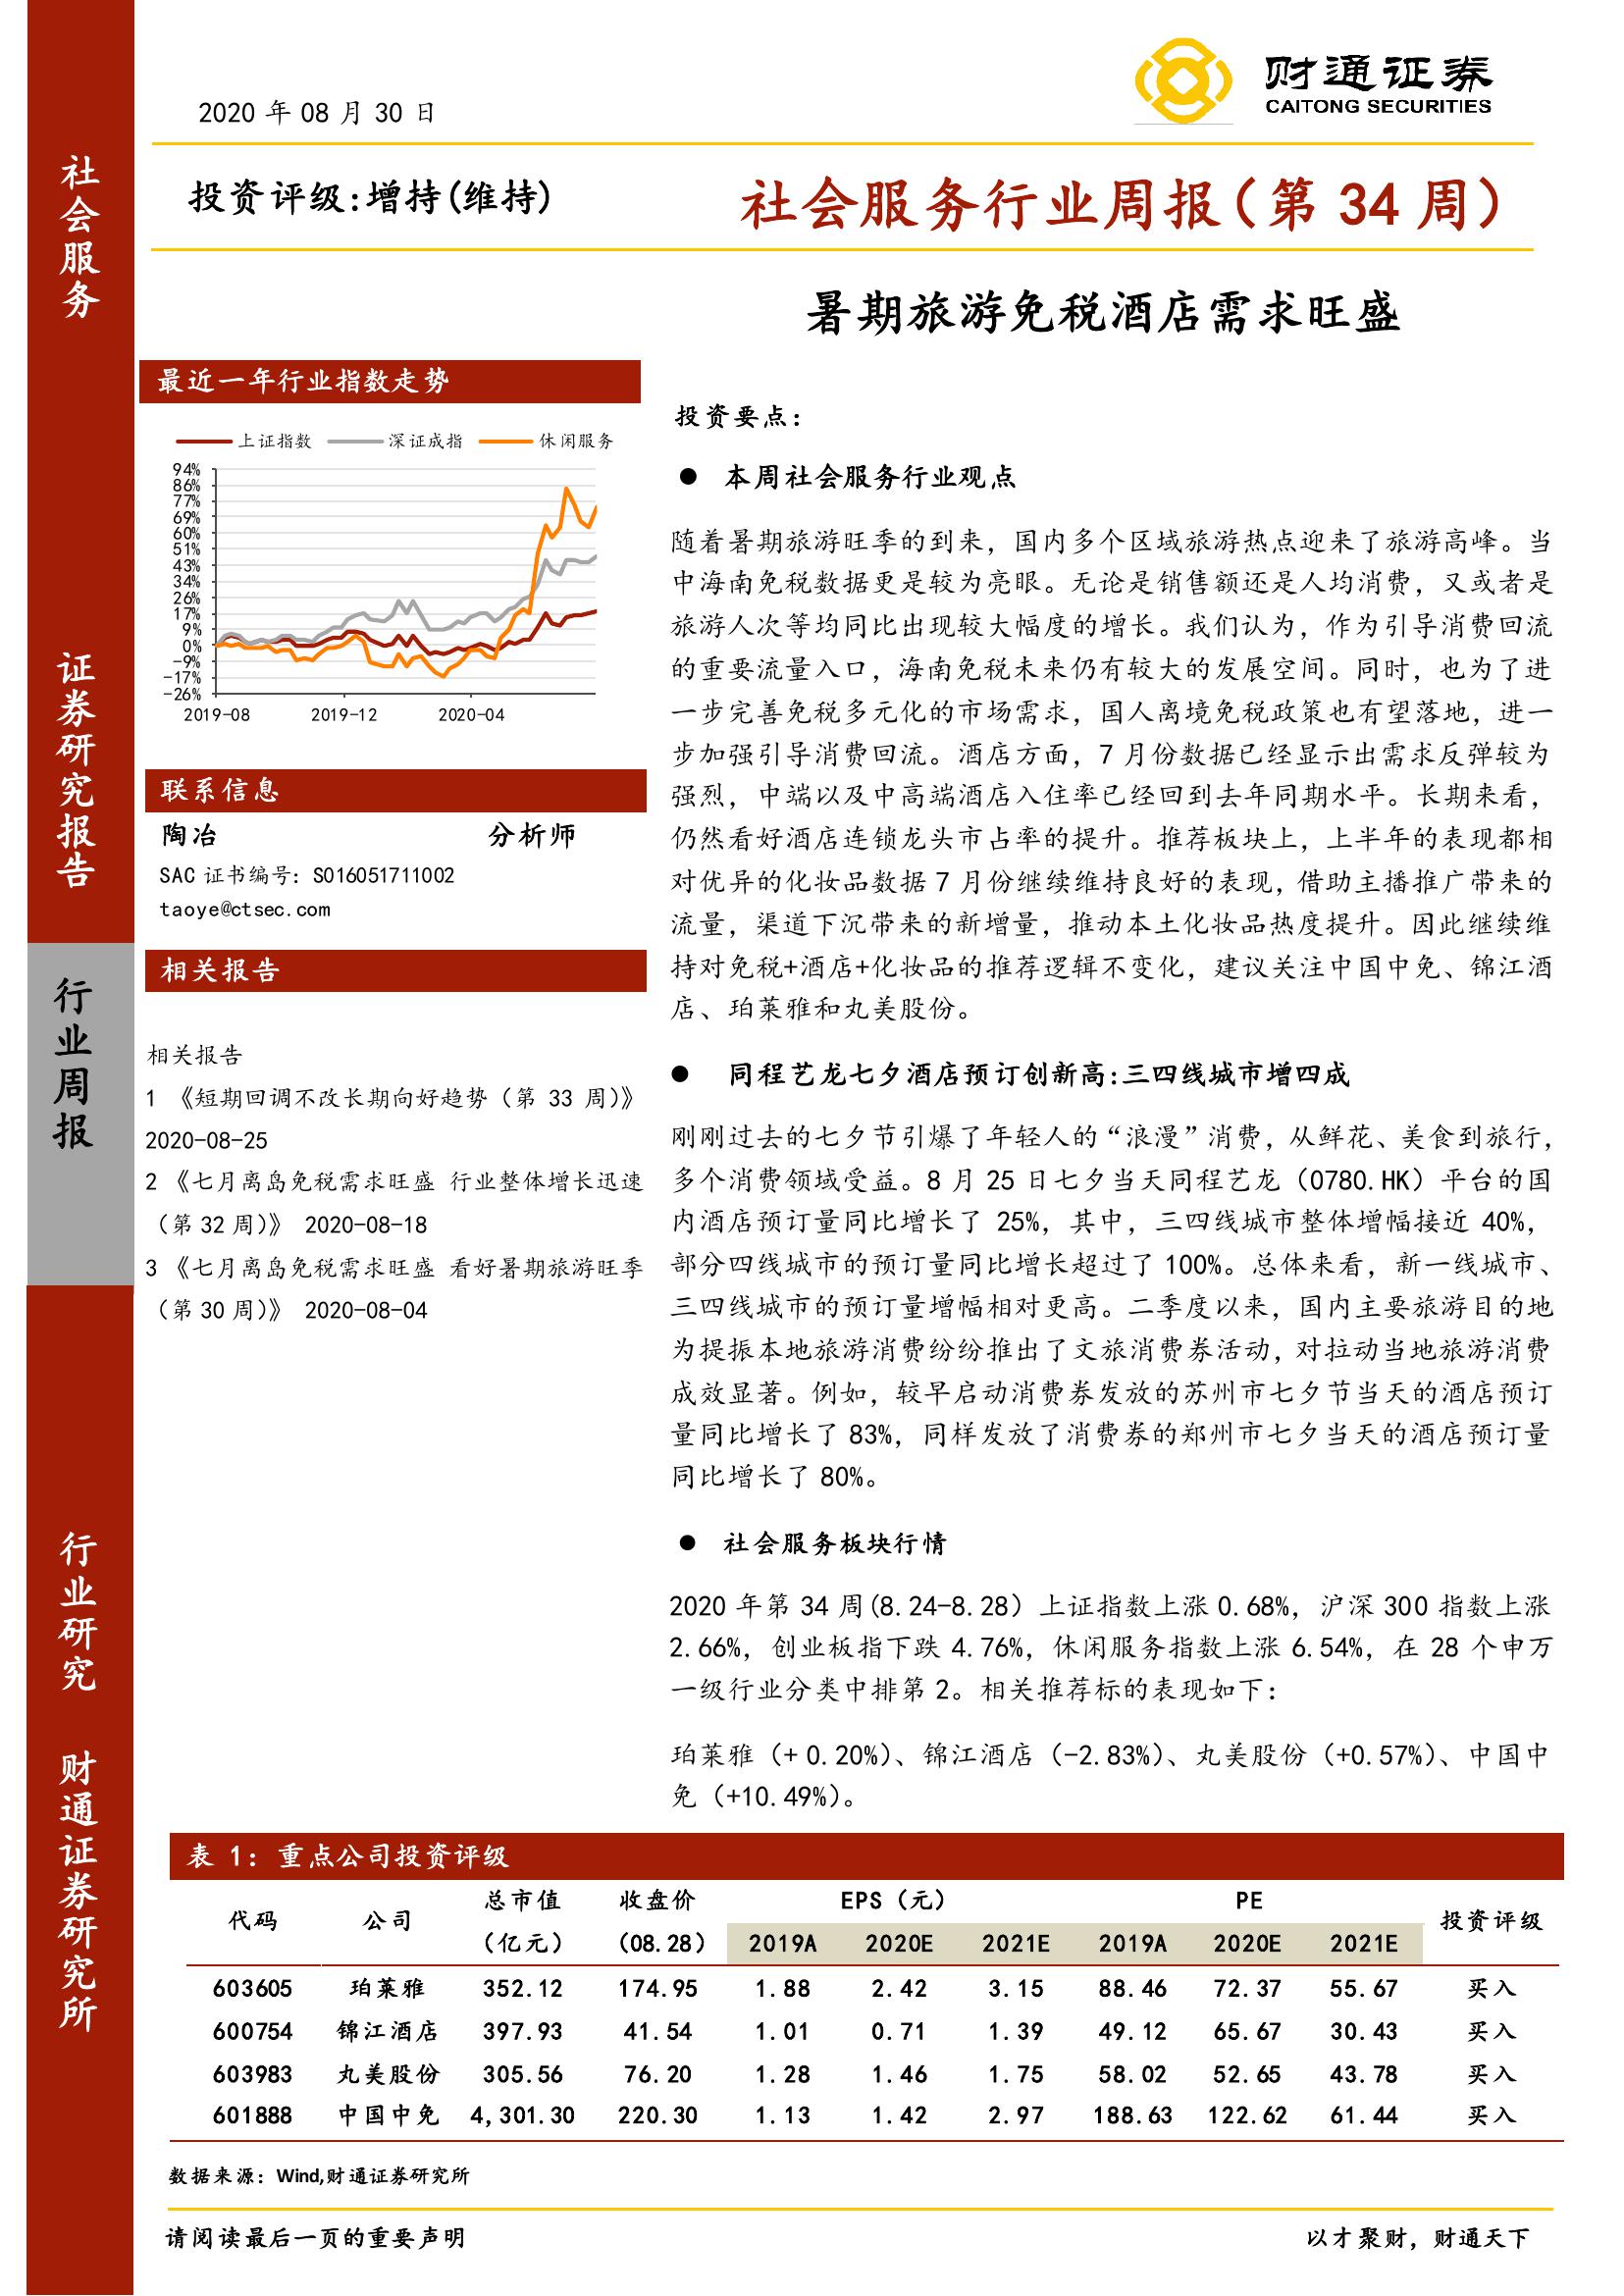 财通证券
CAITONG SECURITIES
2020 年 08 月 30 日
投资评级:增持(维持)
社会服务行业周报(第 34 周)
暑期旅游免税酒店需求旺盛
社会服务
证券研究报告
行业周报
行业研究
财通证券研究所
最近一年行业指数走势
上证指数 深证成指 休闲服务
94%
86%
77%
69%
60%
51%
43%
34%
26%
17%
9%
0%
-9%
-17%
-26%
2019-08 2019-12 2020-04
联系信息
陶冶 分析师
SAC 证书编号: S016051711002
taoye@ctsec.com
相关报告
相关报告
1 《短期回调不改长期向好趋势(第 33 周)》
2020-08-25
2 《七月离岛免税需求旺盛 行业整体增长迅速
(第 32 周)》 2020-08-18
3 《七月离岛免税需求旺盛 看好暑期旅游旺季
(第 30 周)》 2020-08-04
投资要点:
● 本周社会服务行业观点
随着暑期旅游旺季的到来,国内多个区域旅游热点迎来了旅游高峰。当
中海南免税数据更是较为亮眼。无论是销售额还是人均消费,又或者是
旅游人次等均同比出现较大幅度的增长。我们认为,作为引导消费回流
的重要流量入口,海南免税未来仍有较大的发展空间。同时,也为了进
一步完善免税多元化的市场需求,国人离境免税政策也有望落地,进一
步加强引导消费回流。酒店方面,7 月份数据已经显示出需求反弹较为
强烈,中端以及中高端酒店入住率已经回到去年同期水平。长期来看,
仍然看好酒店连锁龙头市占率的提升。推荐板块上,上半年的表现都相
对优异的化妆品数据 7 月份继续维持良好的表现,借助主播推广带来的
流量,渠道下沉带来的新增量,推动本土化妆品热度提升。因此继续维
持对免税+酒店+化妆品的推荐逻辑不变化,建议关注中国中免、锦江酒
店、珀莱雅和丸美股份。
● 同程艺龙七夕酒店预订创新高:三四线城市增四成
刚刚过去的七夕节引爆了年轻人的“浪漫”消费,从鲜花、美食到旅行,
多个消费领域受益。8 月 25 日七夕当天同程艺龙(0780.HK)平台的国
内酒店预订量同比增长了 25%,其中,三四线城市整体增幅接近 40%,
部分四线城市的预订量同比增长超过了 100%。总体来看,新一线城市、
三四线城市的预订量增幅相对更高。二季度以来,国内主要旅游目的地
为提振本地旅游消费纷纷推出了文旅消费券活动,对拉动当地旅游消费
成效显著。例如,较早启动消费券发放的苏州市七夕节当天的酒店预订
量同比增长了 83%,同样发放了消费券的郑州市七夕当天的酒店预订量
同比增长了 80%。
● 社会服务板块行情
2020 年第 34 周(8.24-8.28)上证指数上涨 0.68%,沪深 300 指数上涨
2.66%,创业板指下跌 4.76%,休闲服务指数上涨 6.54%,在 28 个申万
一级行业分类中排第 2。相关推荐标的表现如下:
珀莱雅(+ 0.20%)、锦江酒店(-2.83%)、丸美股份(+0.57%)、中国中
免(+10.49%)。
表 1: 重点公司投资评级
代码 公司 总市值(亿元) 收盘价(08.28) EPS(元) PE 投资评级
2019A 2020E 2021E 2019A 2020E 2021E
603605 珀莱雅 352.12 174.95 1.88 2.42 3.15 88.46 72.37 55.67 买入
600754 锦江酒店 397.93 41.54 1.01 0.71 1.39 49.12 65.67 30.43 买入
603983 丸美股份 305.56 76.20 1.28 1.46 1.75 58.02 52.65 43.78 买入
601888 中国中免 4,301.30 220.30 1.13 1.42 2.97 188.63 122.62 61.44 买入
数据来源: Wind,财通证券研究所
请阅读最后一页的重要声明
以才聚财,财通天下